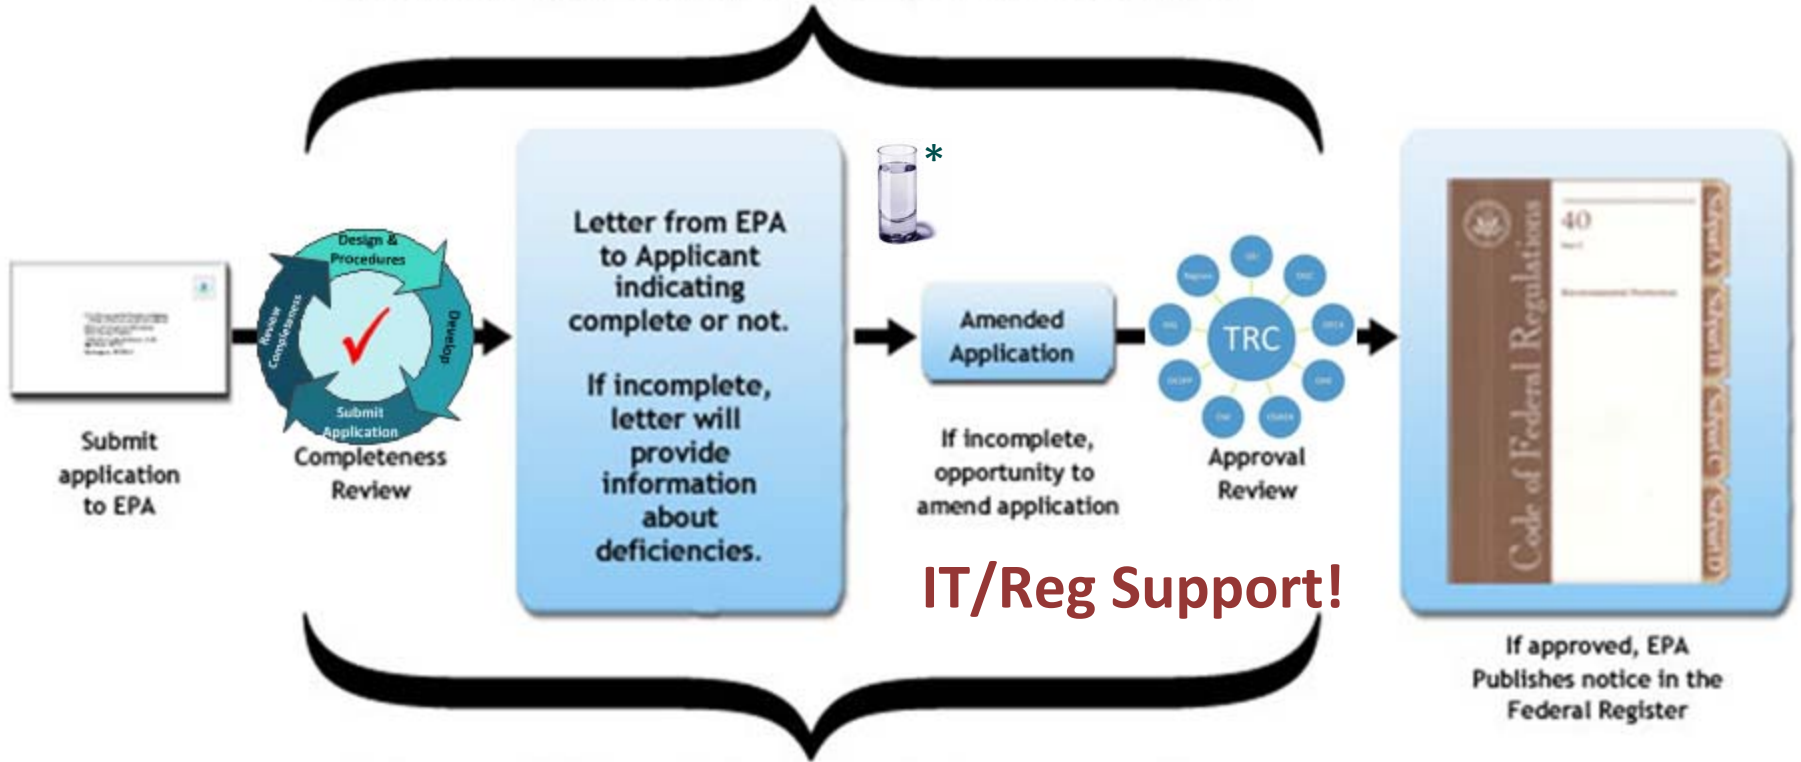 Submit
application
to EPA
Design &
Procedures
Develop
Submit
Application
Review
Completeness
Completeness
Review
Letter from EPA
to Applicant
indicating
complete or not.
If incomplete,
letter will
provide
information
about
deficiencies.
*
Amended
Application
If incomplete,
opportunity to
amend application
TRC
Approval
Review
IT/Reg Support!
Code of Federal Regulations
40
Environmental Protection
If approved, EPA
Publishes notice in the
Federal Register